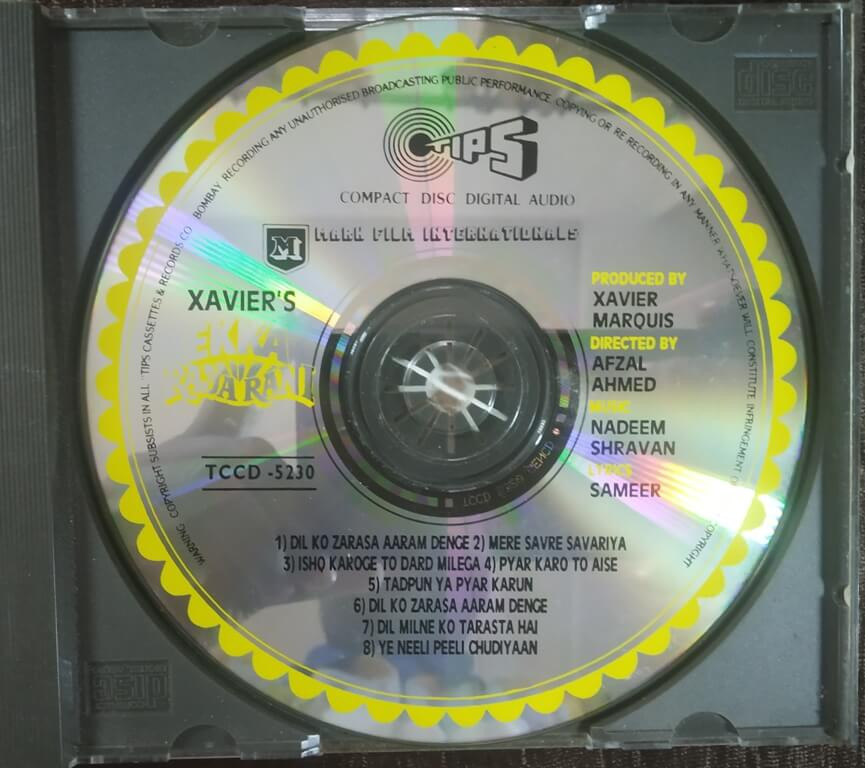 WARNING COPYRIGHT SUBSISTS IN ALL TIPS CASSETTES & RECORDS CO BOMBAY RECORDING ANY UNAUTHORISED BROADCASTING PUBLIC PERFORMANCE COPYING OR RE RECORDING IN ANY MANNER WHATSOEVER WILL CONSTITUTE INFRINGEMENT OF COPYRIGHT
TIPS
COMPACT DISC DIGITAL AUDIO
M MARK FILM INTERNATIONALS
XAVIER'S
EKKA
RAJA RANI
PRODUCED BY
XAVIER
MARQUIS
DIRECTED BY
AFZAL
AHMED
MUSIC
NADEEM
SHRAVAN
LYRICS
SAMEER
TCCD -5230
1) DIL KO ZARASA AARAM DENGE 2) MERE SAVRE SAVARIYA
3) ISHQ KAROGE TO DARD MILEGA 4) PYAR KARO TO AISE
5) TADPUN YA PYAR KARUN
6) DIL KO ZARASA AARAM DENGE
7) DIL MILNE KO TARASTA HAI
8) YE NEELI PEELI CHUDIYAAN
disc
disc